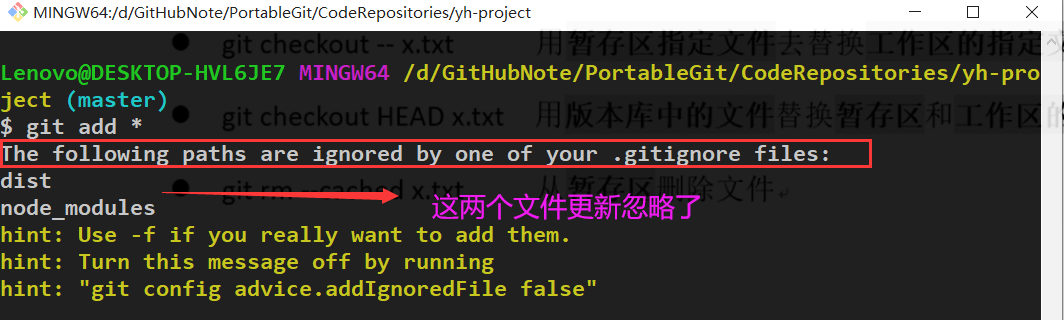 MINGW64:/d/GitHubNote/PortableGit/CodeRepositories/yh-project
git checkout -- x.txt 用暂存区指定文件去替换工作区的指定
Lenovo@DESKTOP-HVL6JE7 MINGW64 /d/GitHubNote/PortableGit/CodeRepositories/yh-pro
ject (master)
git checkout HEAD x.txt 用版本库中的文件替换暂存区和工作区的
$ git add *
The following paths are ignored by one of your .gitignore files:
dist
git rm --cached x.txt 从暂存区删除文件
这两个文件更新忽略了
node_modules
hint: Use -f if you really want to add them.
hint: Turn this message off by running
hint: "git config advice.addIgnoredFile false"